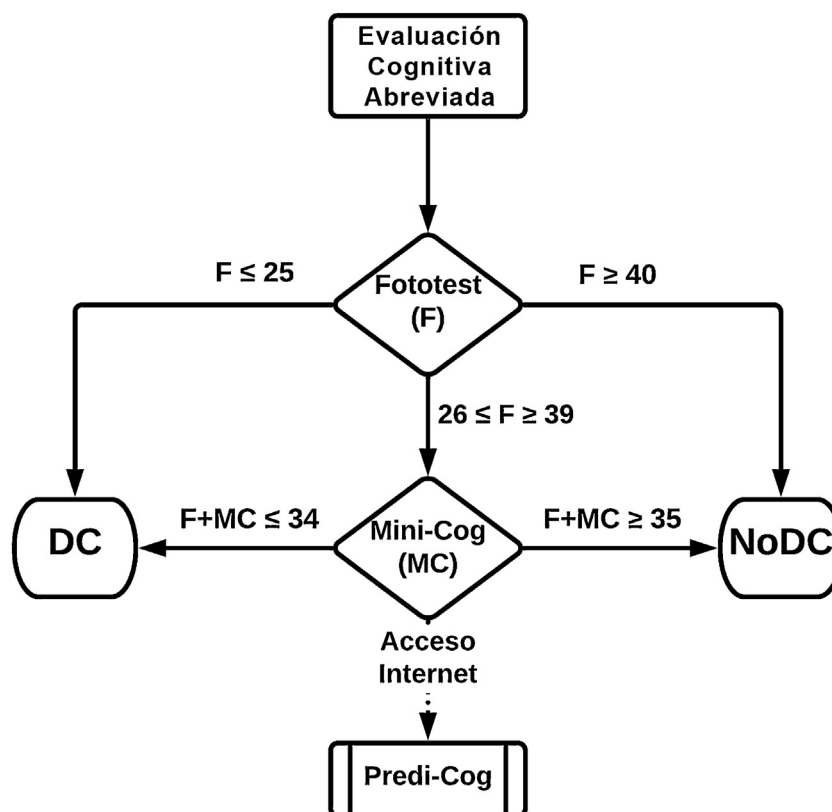 Evaluación
Cognitiva
Abreviada
F ≤ 25
F ≥ 40
Fototest
(F)
26 ≤ F ≥ 39
F+MC ≤ 34
F+MC ≥ 35
DC
Mini-Cog
(MC)
NoDC
Acceso
Internet
Predi-Cog